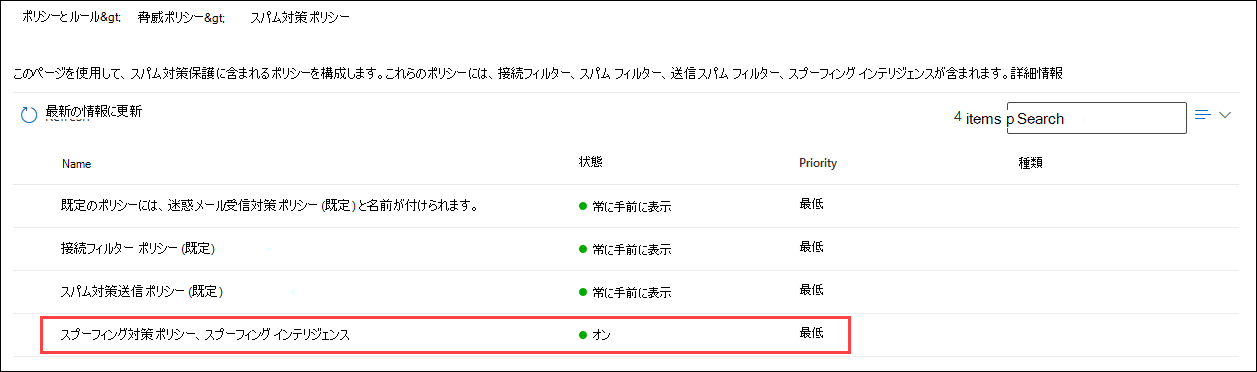 ポリシーとルール&gt; 脅威ポリシー&gt; スパム対策ポリシー
このページを使用して、スパム対策保護に含まれるポリシーを構成します。これらのポリシーには、接続フィルター、スパム フィルター、送信スパム フィルター、スプーフィング インテリジェンスが含まれます。詳細情報
最新の情報に更新 4 items p Search
Name 状態 Priority 種類
既定のポリシーには、迷惑メール受信対策ポリシー (既定) と名前が付けられます。 常に手前に表示 最低
接続フィルター ポリシー (既定) 常に手前に表示 最低
スパム対策送信ポリシー (既定) 常に手前に表示 最低
スプーフィング対策ポリシー、スプーフィング インテリジェンス オン 最低